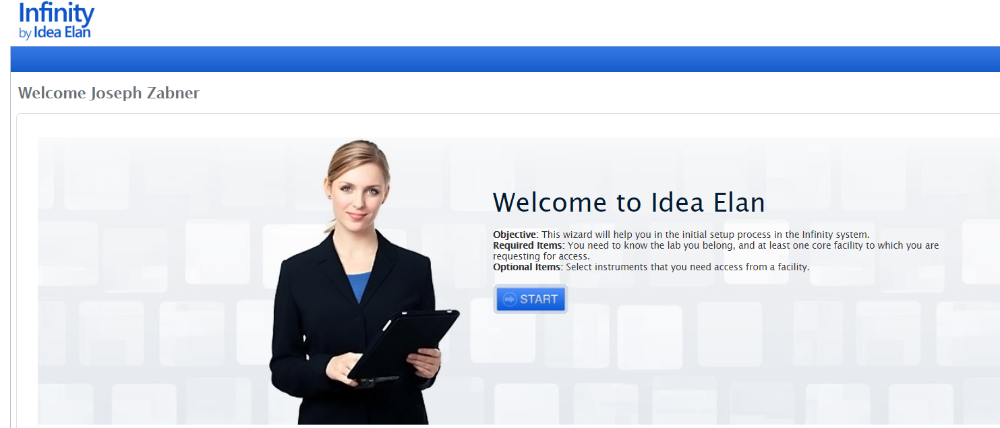 Infinity
by Idea Elan
Welcome Joseph Zabner
Welcome to Idea Elan
Objective: This wizard will help you in the initial setup process in the Infinity system.
Required Items: You need to know the lab you belong, and at least one core facility to which you are
requesting for access.
Optional Items: Select instruments that you need access from a facility.
START